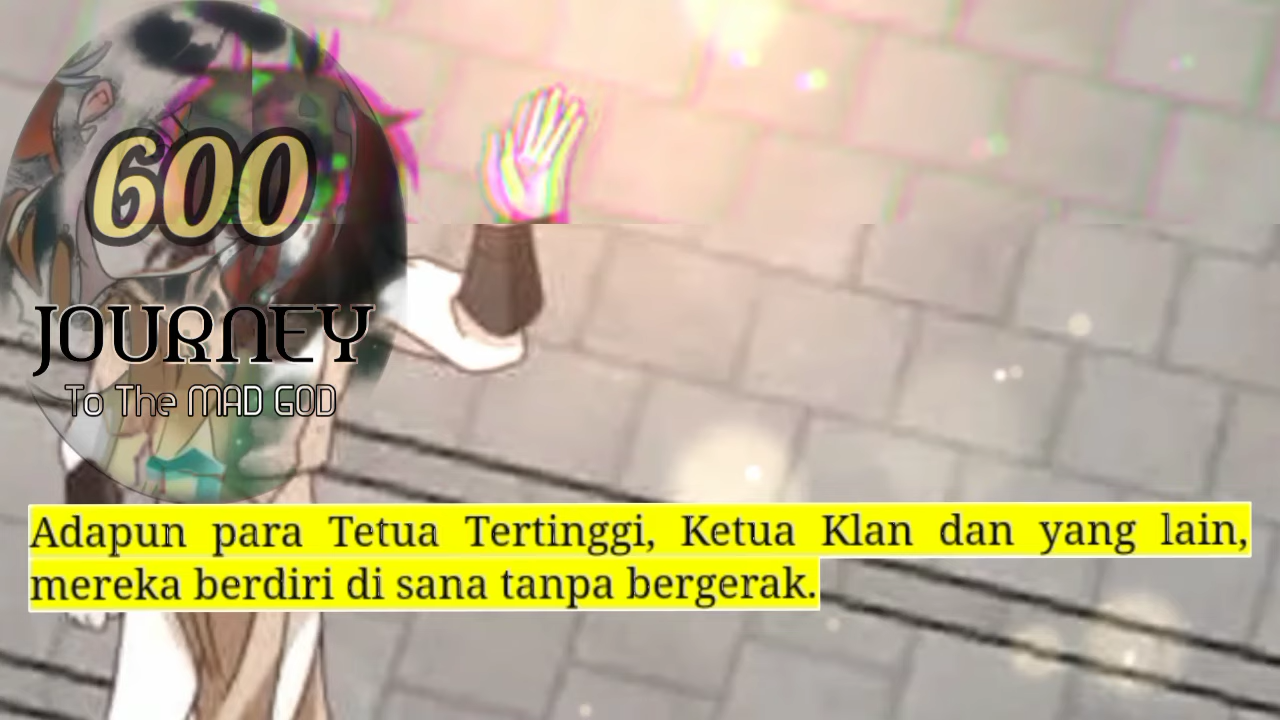 600
JOURNEY
To The MAD GOD
Adapun para Tetua Tertinggi, Ketua Klan dan yang lain,
mereka berdiri di sana tanpa bergerak.